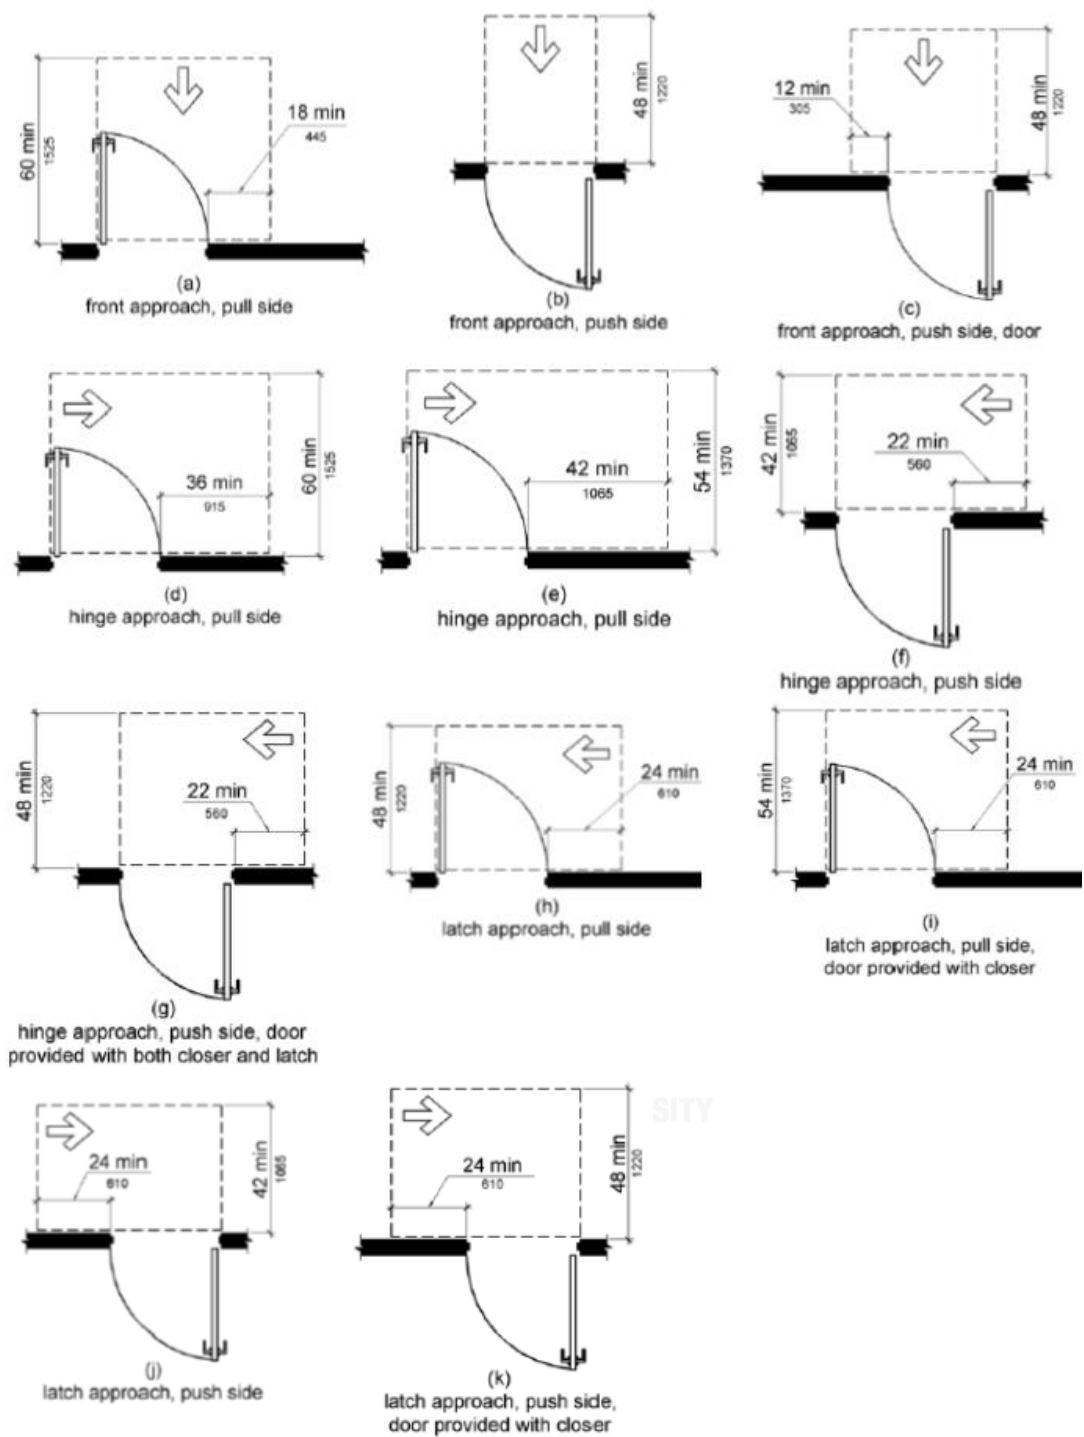 60 min
1525
18 min
445
(a)
front approach, pull side
48 min
1220
(b)
front approach, push side
12 min
305
48 min
1220
(c)
front approach, push side, door
36 min
915
60 min
1525
(d)
hinge approach, pull side
42 min
1065
54 min
1370
(e)
hinge approach, pull side
42 min
1065
22 min
560
(f)
hinge approach, push side
48 min
1220
22 min
560
(g)
hinge approach, push side, door
provided with both closer and latch
48 min
1220
24 min
610
(h)
latch approach, pull side
54 min
1370
24 min
610
(i)
latch approach, pull side,
door provided with closer
24 min
610
42 min
1065
(j)
latch approach, push side
24 min
610
48 min
1220
(k)
latch approach, push side,
door provided with closer
SITY